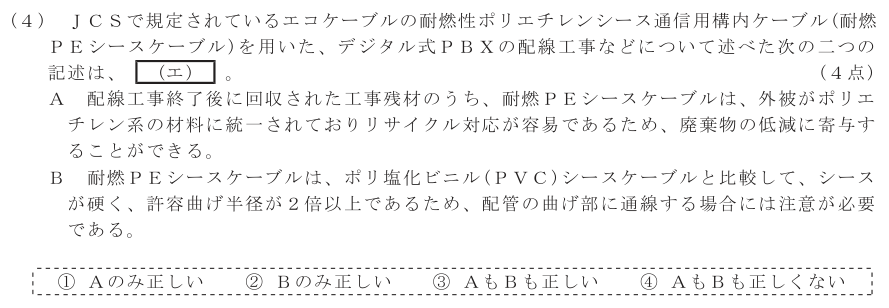 (４)　ＪＣＳで規定されているエコケーブルの耐燃性ポリエチレンシース通信用構内ケーブル(耐燃
ＰＥシースケーブル)を用いた、デジタル式ＰＢＸの配線工事などについて述べた次の二つの
記述は、(エ)。(４点)
Ａ　配線工事終了後に回収された工事残材のうち、耐燃ＰＥシースケーブルは、外被がポリエ
チレン系の材料に統一されておりリサイクル対応が容易であるため、廃棄物の低減に寄与す
ることができる。
Ｂ　耐燃ＰＥシースケーブルは、ポリ塩化ビニル(ＰＶＣ)シースケーブルと比較して、シース
が硬く、許容曲げ半径が２倍以上であるため、配管の曲げ部に通線する場合には注意が必要
である。
①　Ａのみ正しい　②　Ｂのみ正しい　③　ＡもＢも正しい　④　ＡもＢも正しくない